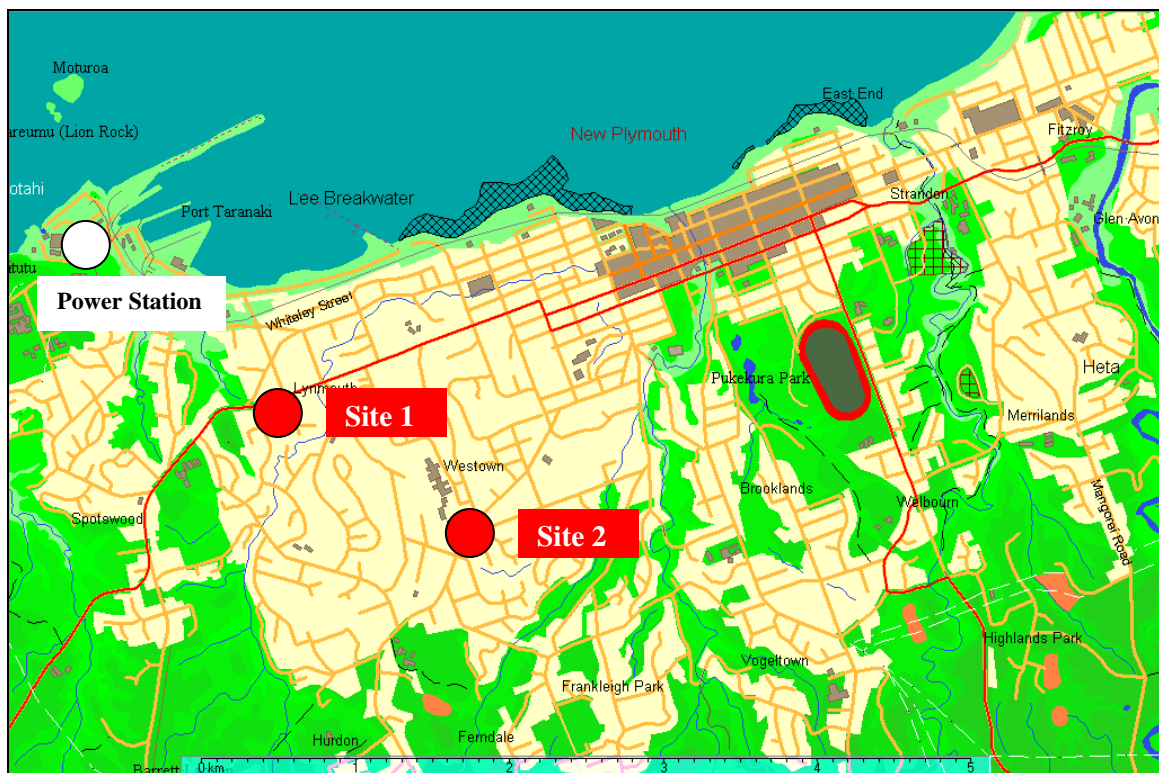 Moturoa
East End
areumu (Lion Rock)
New Plymouth
Fitzroy
otahi
L'ee Breakwater
Strandon
Port Taranaki
Glen Avon
tutu
Power Station
Whiteley Street
Heta
Lynmouth
Pukekura Park
Site 1
Merrilands
Westown
Brooklands
Mangorei Road
Welbourn
Spotswood
Site 2
Highlands Park
Vogeltown
Frankleigh Park
Hurdon
Ferndale
0 km
1
2
3
4
5